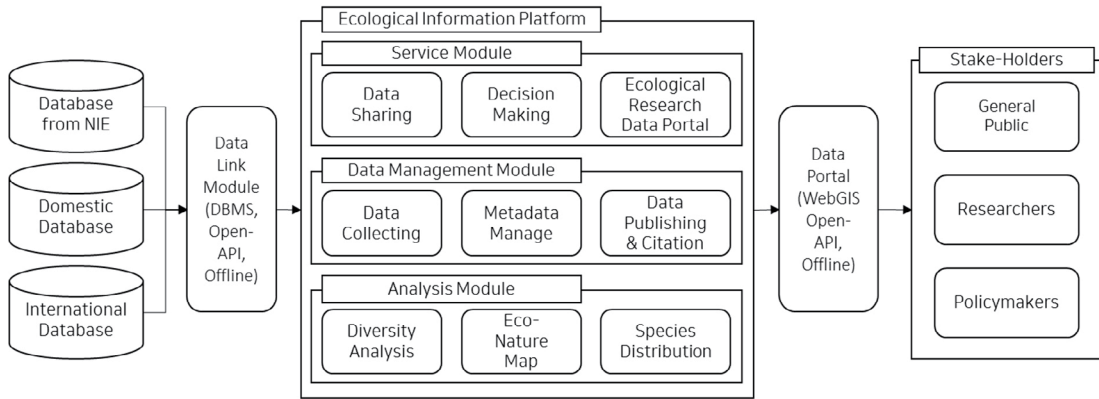 Database
from NIE
Domestic
Database
International
Database
Data
Link
Module
(DBMS,
Open-
API,
Offline)
Ecological Information Platform
Service Module
Data
Sharing
Decision
Making
Ecological
Research
Data Portal
Data Management Module
Data
Collecting
Metadata
Manage
Data
Publishing
& Citation
Analysis Module
Diversity
Analysis
Eco-
Nature
Map
Species
Distribution
Data
Portal
(WebGIS
Open-
API,
Offline)
Stake-Holders
General
Public
Researchers
Policymakers